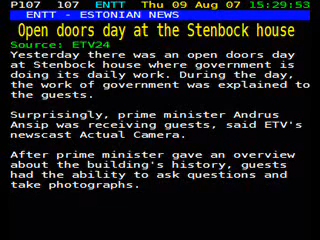 P107 107 ENTT Thu 09 Aug 07 15:29:53
ENTT - ESTONIAN NEWS
Open doors day at the Stenbock house
Source: ETV24
Yesterday there was an open doors day
at Stenbock house where government is
doing its daily work. During the day,
the work of government was explained to
the guests.
Surprisingly, prime minister Andrus
Ansip was receiving guests, said ETV's
newscast Actual Camera.
After prime minister gave an overview
about the building's history, guests
had the ability to ask questions and
take photographs.